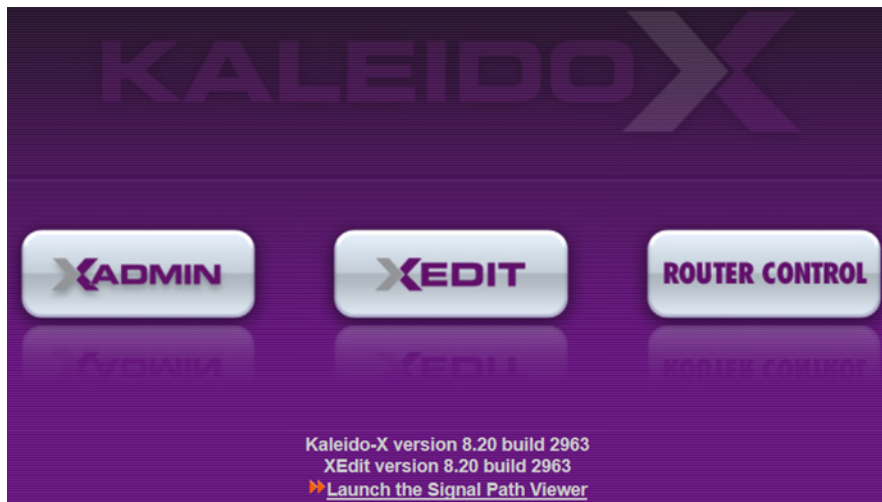 KALEIDOX
XADMIN
XEDIT
ROUTER CONTROL
Kaleido-X version 8.20 build 2963
XEdit version 8.20 build 2963
Launch the Signal Path Viewer